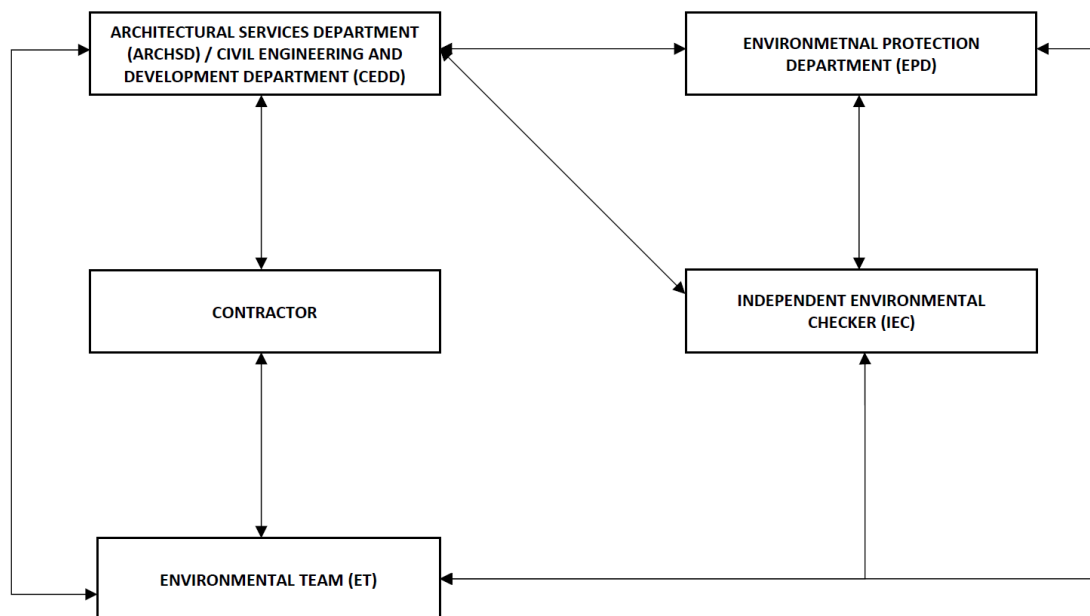 ARCHITECTURAL SERVICES DEPARTMENT
(ARCHSD) / CIVIL ENGINEERING AND
DEVELOPMENT DEPARTMENT (CEDD)
ENVIRONMETNAL PROTECTION
DEPARTMENT (EPD)
CONTRACTOR
INDEPENDENT ENVIRONMENTAL
CHECKER (IEC)
ENVIRONMENTAL TEAM (ET)